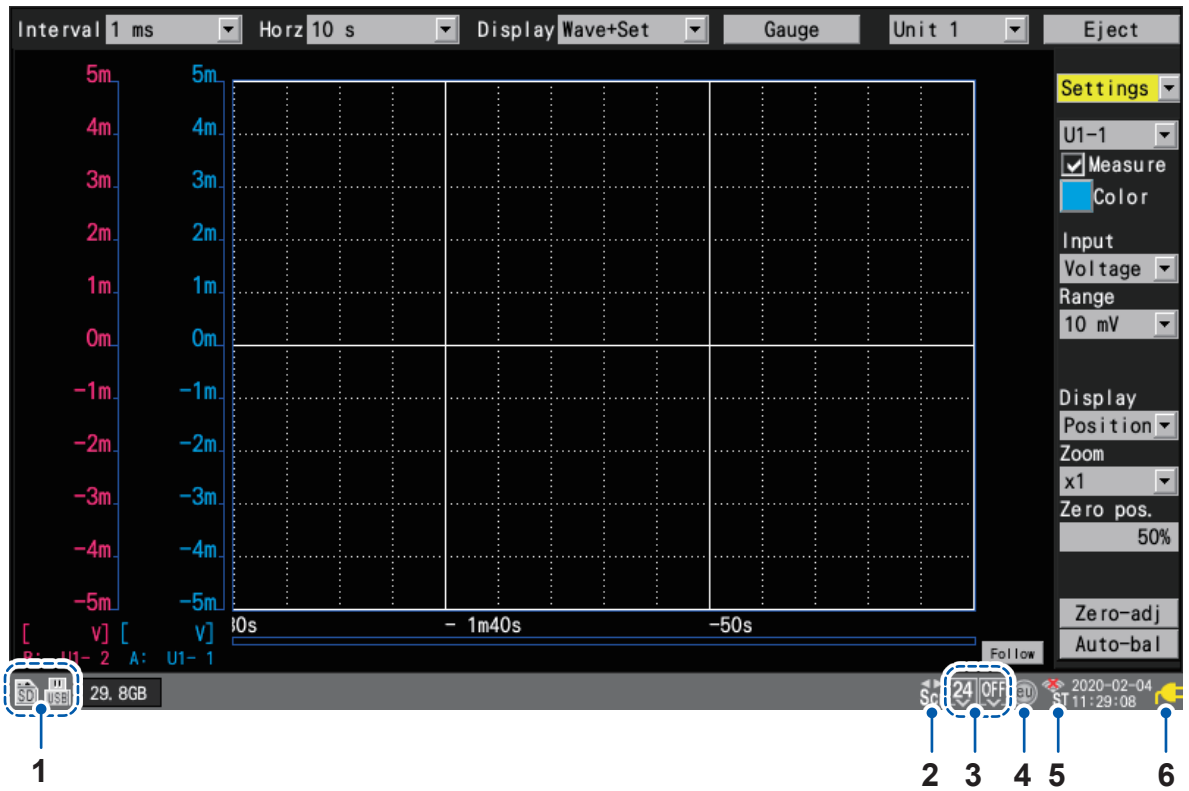 Interval 1 ms Horz 10 s Display Wave+Set Gauge Unit 1 Eject
Settings
U1-1
Measure
Color
Input
Voltage
Range
10 mV
Display
Position
Zoom
x1
Zero pos.
50%
Zero-adj
Auto-bal
5m 5m
4m 4m
3m 3m
2m 2m
1m 1m
0m 0m
-1m -1m
-2m -2m
-3m -3m
-4m -4m
-5m -5m
[ V] [ V]
B: U1- 2 A: U1- 1
30s - 1m40s -50s
Follow
SD USB 29. 8GB Sc 24 OFF eu ST 2020-02-04
11:29:08
1 2 3 4 5 6